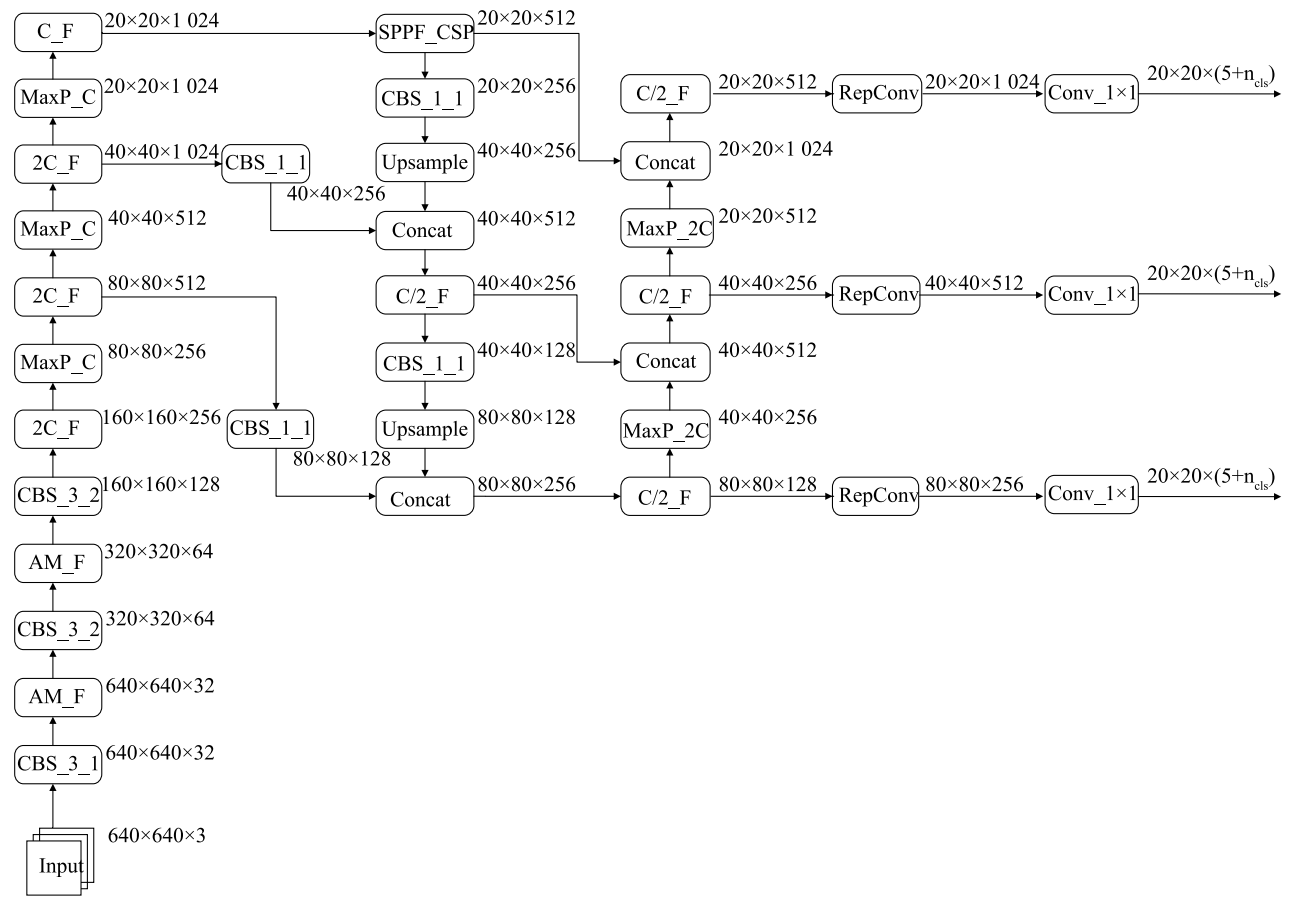 C_F
20×20×1 024
MaxP_C
20×20×1 024
2C_F
40×40×1 024
MaxP_C
40×40×512
2C_F
80×80×512
MaxP_C
80×80×256
2C_F
160×160×256
CBS_3_2
160×160×128
AM_F
320×320×64
CBS_3_2
320×320×64
AM_F
640×640×32
CBS_3_1
640×640×32
Input
640×640×3
CBS_1_1
40×40×256
CBS_1_1
80×80×128
SPPF_CSP
20×20×512
CBS_1_1
20×20×256
Upsample
40×40×256
Concat
40×40×512
C/2_F
40×40×256
CBS_1_1
40×40×128
Upsample
80×80×128
Concat
80×80×256
C/2_F
20×20×512
Concat
20×20×1 024
MaxP_2C
20×20×512
C/2_F
40×40×256
Concat
40×40×512
MaxP_2C
40×40×256
C/2_F
80×80×128
RepConv
20×20×1 024
Conv_1×1
20×20×(5+ncls)
RepConv
40×40×512
Conv_1×1
20×20×(5+ncls)
RepConv
80×80×256
Conv_1×1
20×20×(5+ncls)